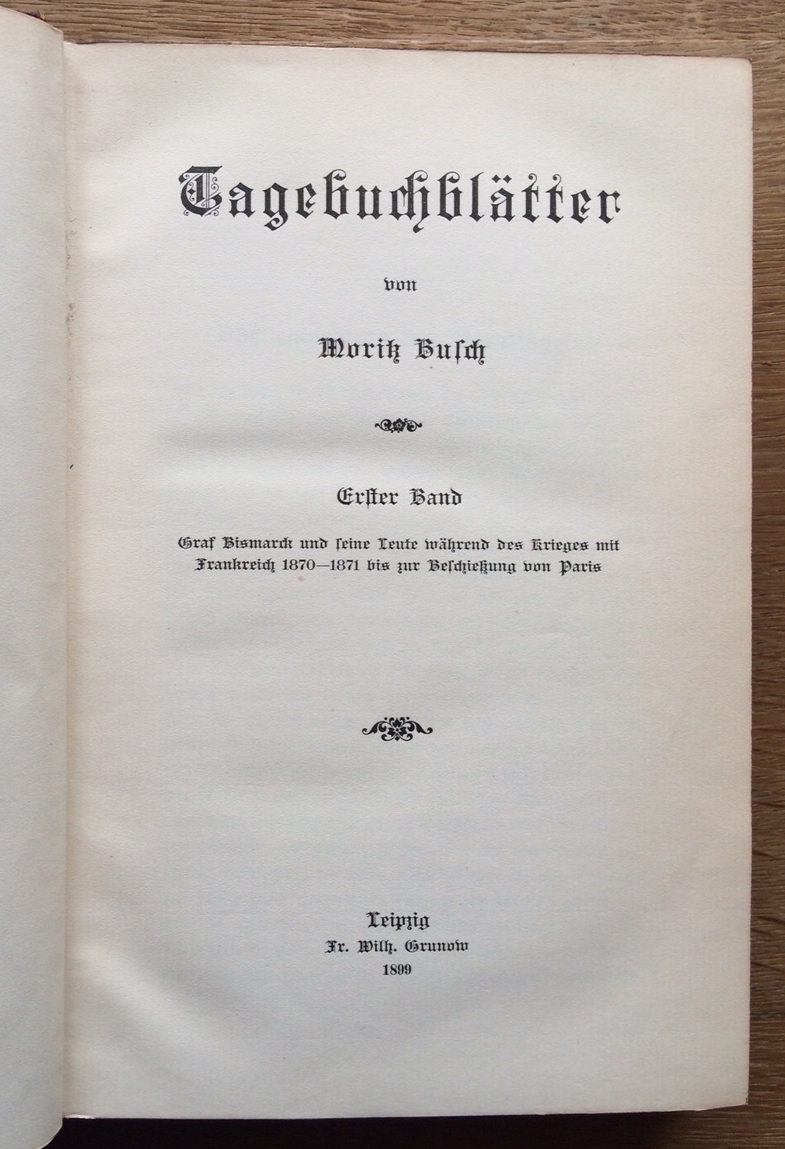 Tagebuchblätter
von
Moritz Busch
Erster Band
Graf Bismarck und seine Leute während des Krieges mit
Frankreich 1870—1871 bis zur Beschießung von Paris
Leipzig
Fr. Wilh. Grunow
1899